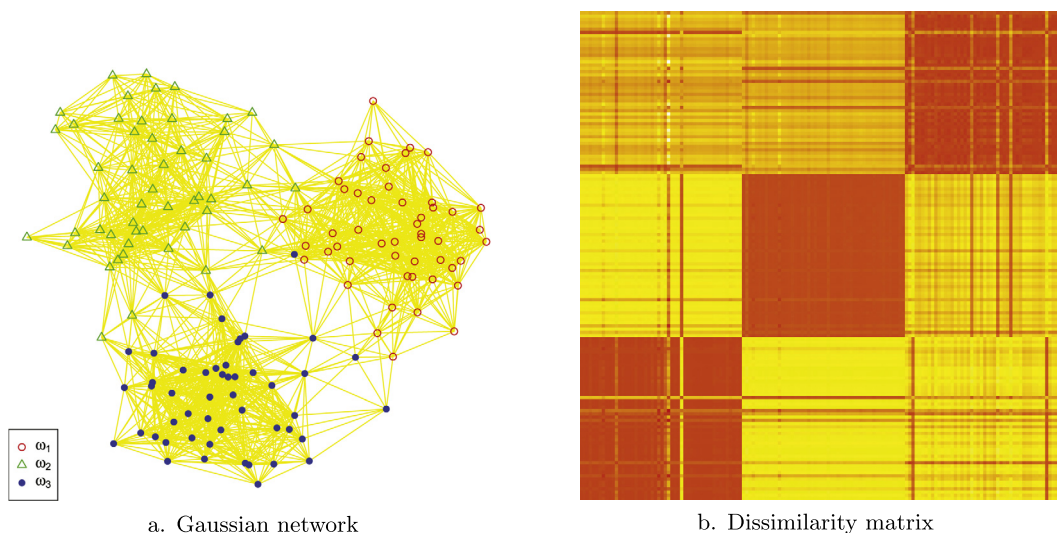 ω₁
ω₂
ω₃
a. Gaussian network
b. Dissimilarity matrix